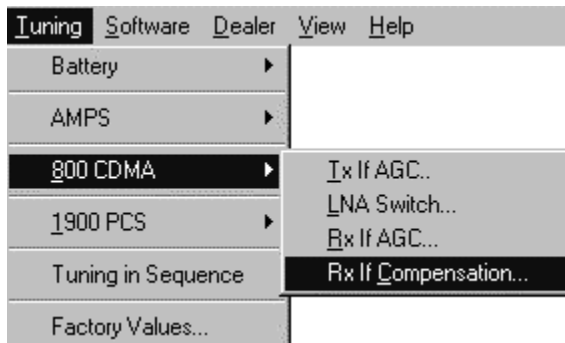 Tuning Software Dealer View Help
Battery
AMPS
800 CDMA
1900 PCS
Tuning in Sequence
Factory Values...
Tx If AGC..
LNA Switch...
Rx If AGC...
Rx If Compensation...